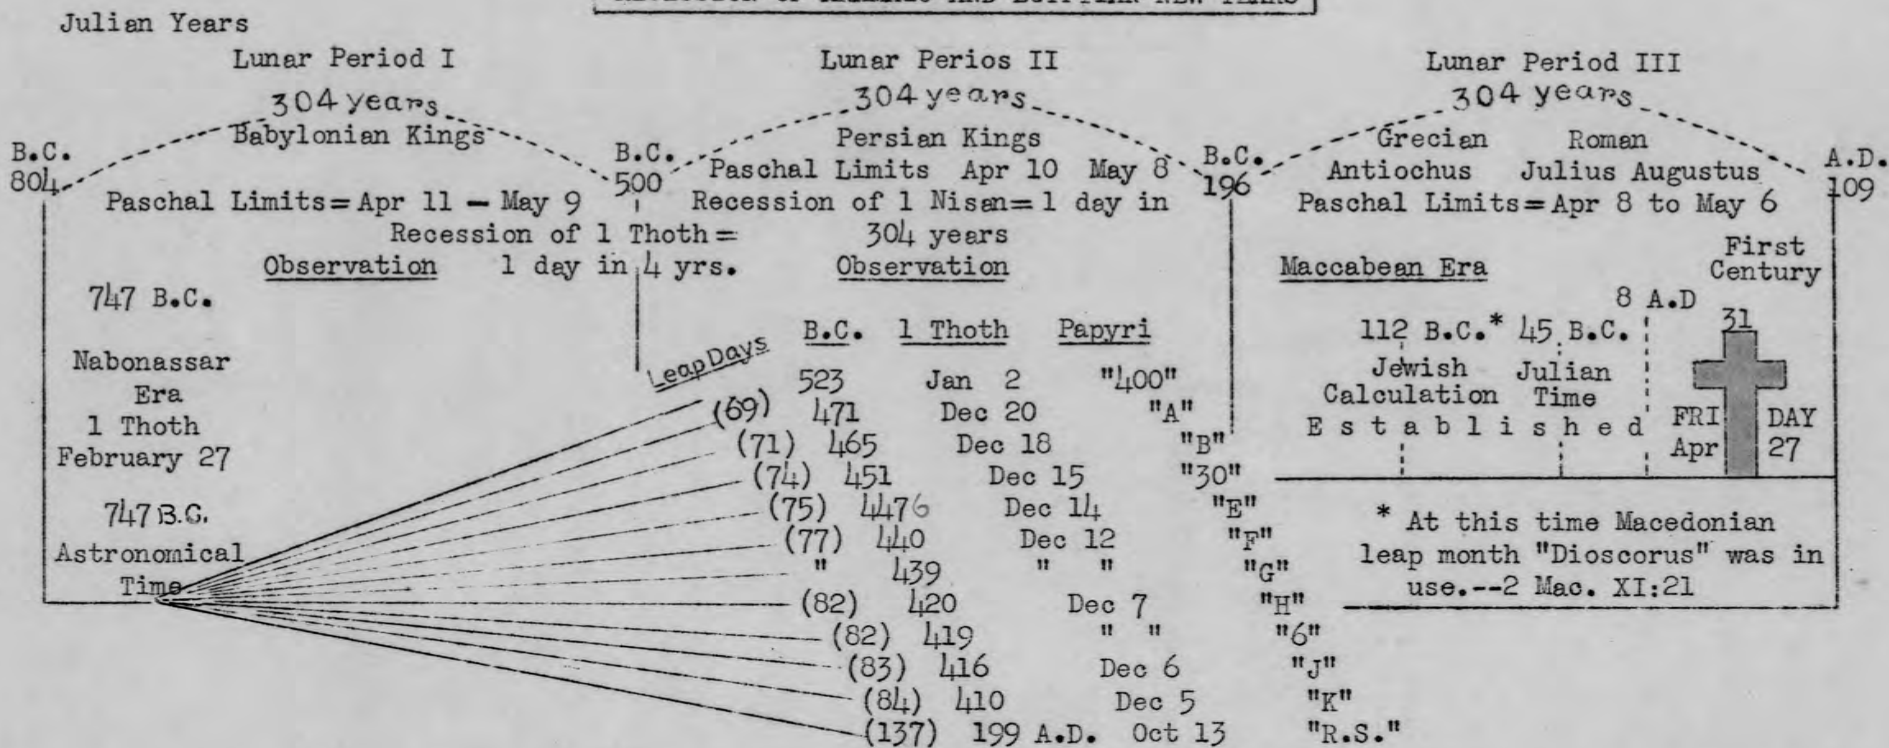 RECESSION OF HEBRAIC AND EGYPTIAN NEW YEARS
Julian Years
Lunar Period I
304 years
Babylonian Kings
B.C.
804
Paschal Limits = Apr 11 — May 9
Lunar Perios II
304 years
Persian Kings
B.C.
500
Paschal Limits Apr 10 May 8
Recession of 1 Nisan = 1 day in
304 years
Lunar Period III
304 years
Grecian Roman
B.C.
196
Antiochus Julius Augustus
A.D.
109
Paschal Limits = Apr 8 to May 6
Recession of 1 Thoth =
1 day in 4 yrs.
Observation
747 B.C.
Nabonassar
Era
1 Thoth
February 27
747 B.C.
Astronomical
Time
Observation
Leap Days
B.C. 1 Thoth Papyri
523 Jan 2 "400"
(69) 471 Dec 20 "A"
(71) 465 Dec 18 "B"
(74) 451 Dec 15 "30"
(75) 4476 Dec 14 "E"
(77) 440 Dec 12 "F"
" 439 " " "G"
(82) 420 Dec 7 "H"
(82) 419 " " "6"
(83) 416 Dec 6 "J"
(84) 410 Dec 5 "K"
(137) 199 A.D. Oct 13 "R.S."
Maccabean Era
First
Century
8 A.D
31
112 B.C.* 45 B.C.
Jewish Julian
Calculation Time
Established
FRI DAY
Apr 27
* At this time Macedonian
leap month "Dioscorus" was in
use.--2 Mac. XI:21